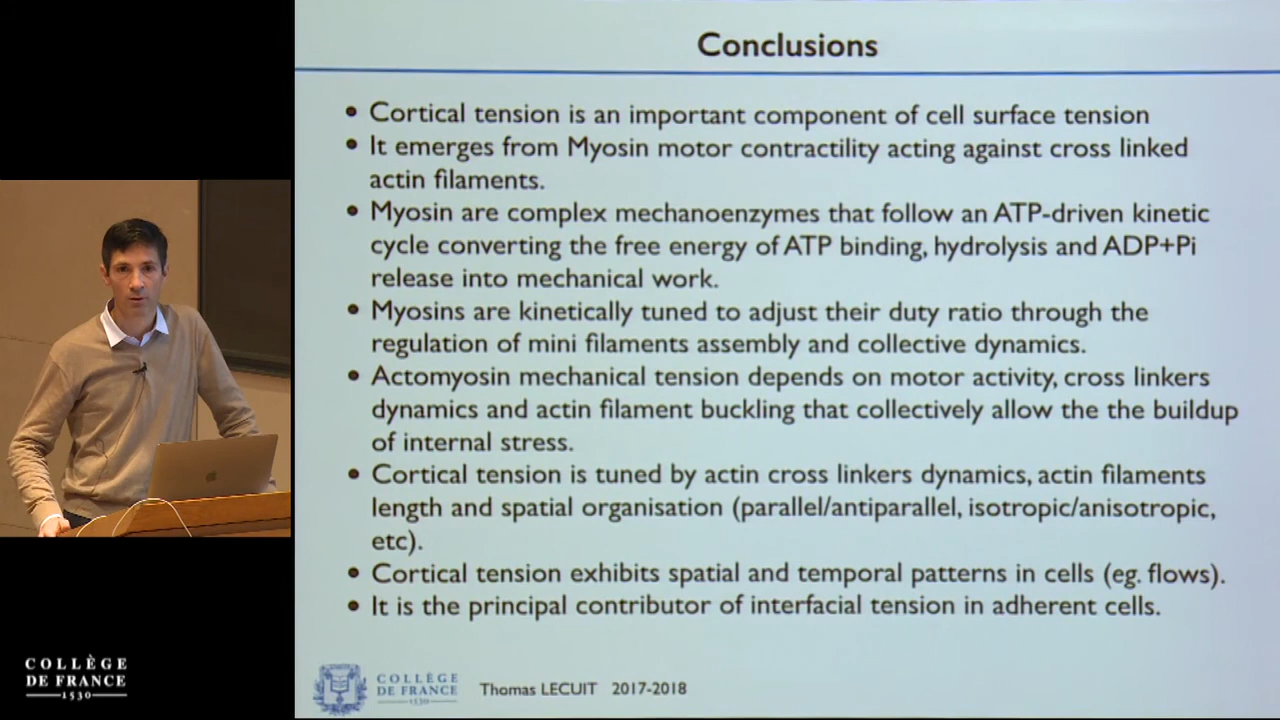 Conclusions
• Cortical tension is an important component of cell surface tension
• It emerges from Myosin motor contractility acting against cross linked
actin filaments.
• Myosin are complex mechanoenzymes that follow an ATP-driven kinetic
cycle converting the free energy of ATP binding, hydrolysis and ADP+Pi
release into mechanical work.
• Myosins are kinetically tuned to adjust their duty ratio through the
regulation of mini filaments assembly and collective dynamics.
• Actomyosin mechanical tension depends on motor activity, cross linkers
dynamics and actin filament buckling that collectively allow the the buildup
of internal stress.
• Cortical tension is tuned by actin cross linkers dynamics, actin filaments
length and spatial organisation (parallel/antiparallel, isotropic/anisotropic,
etc).
• Cortical tension exhibits spatial and temporal patterns in cells (eg. flows).
• It is the principal contributor of interfacial tension in adherent cells.
COLLÈGE
DE FRANCE
1530
Thomas LECUIT 2017-2018
COLLÈGE
DE FRANCE
1530